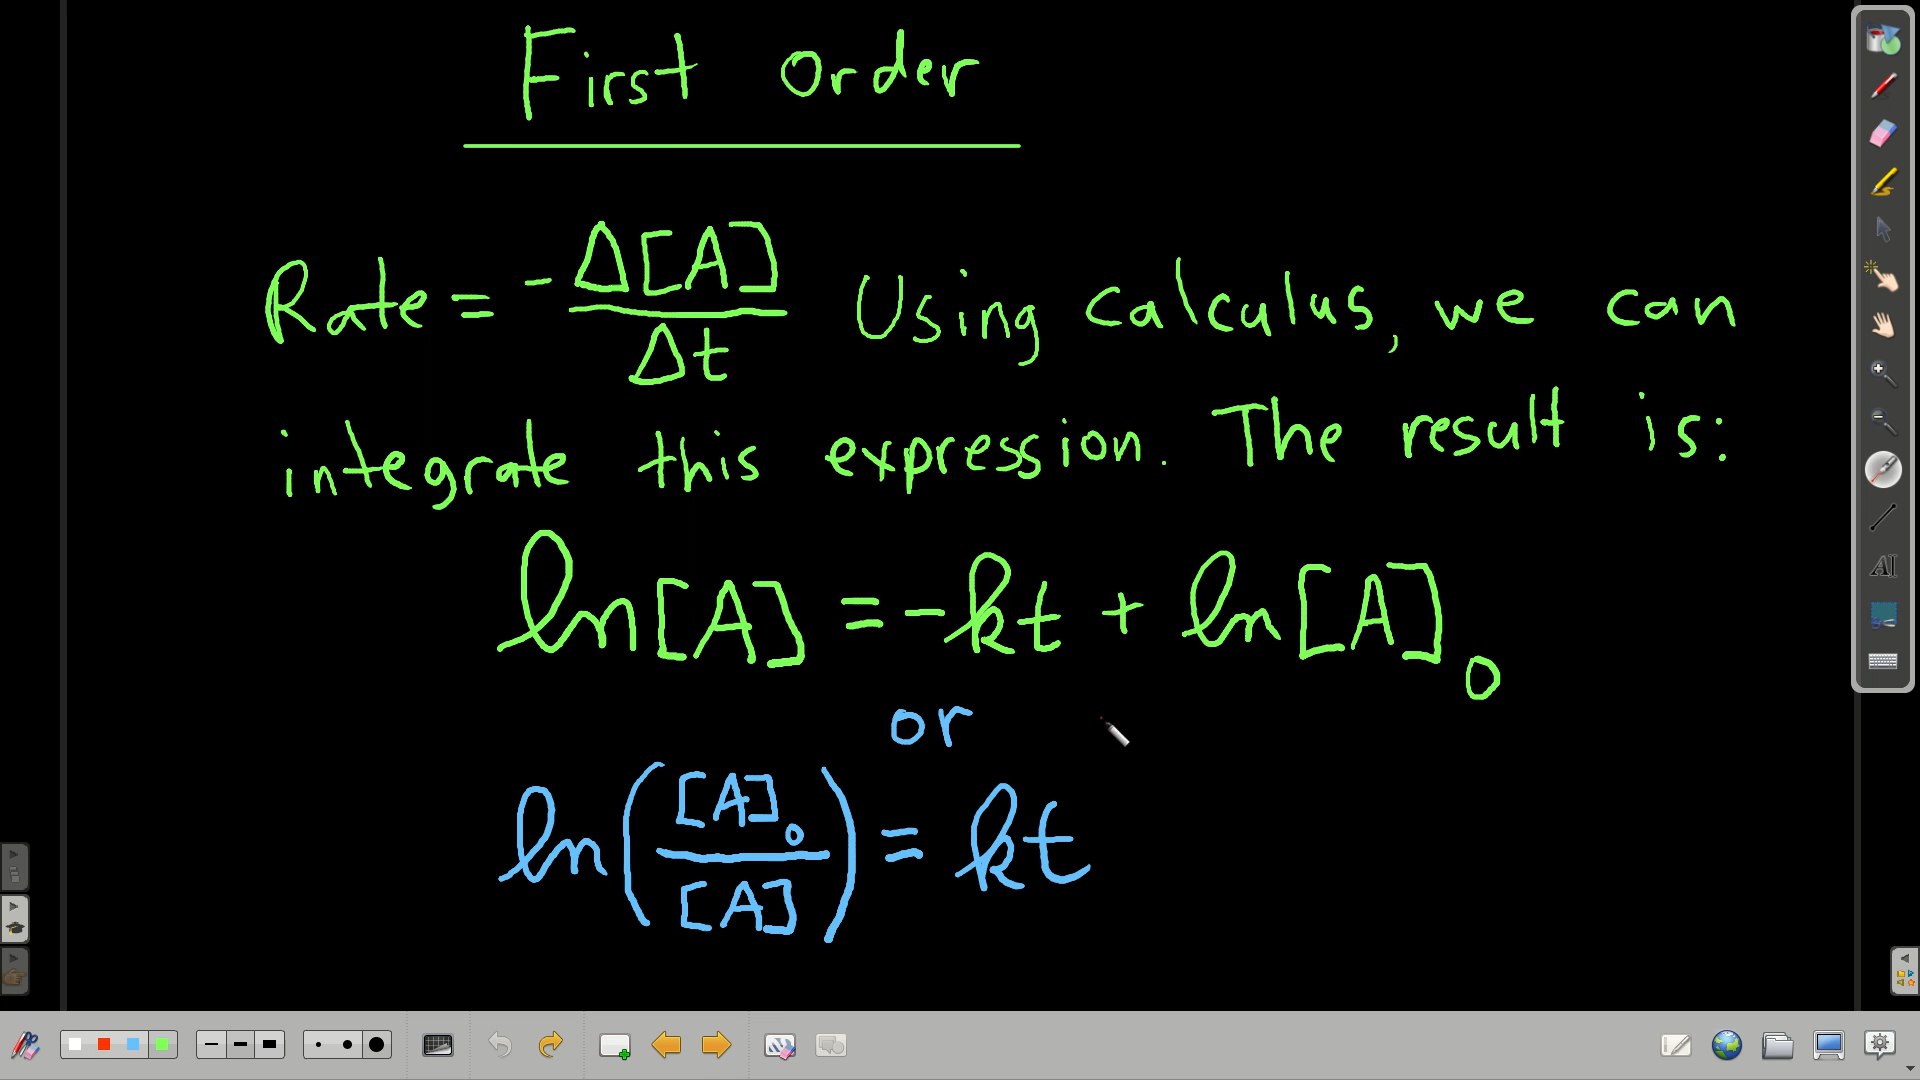 First Order
Rate = -Δ[A]/Δt Using calculus, we can
integrate this expression. The result is:
ln[A] = -kt + ln[A]₀
or
ln([A]₀/[A]) = kt